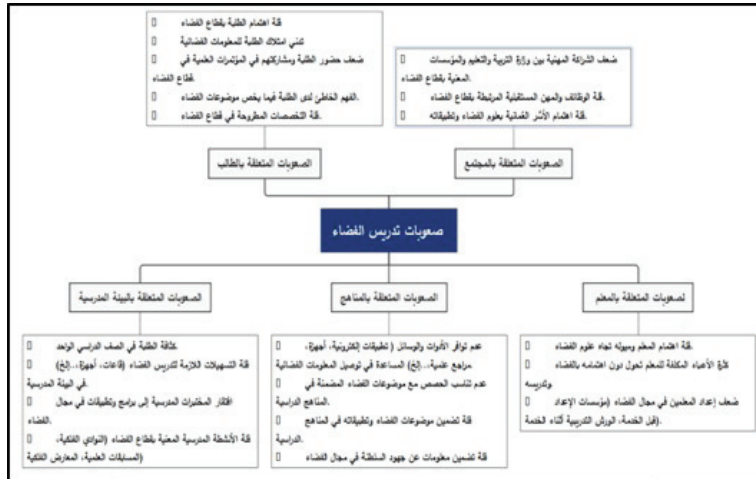 قلة اهتمام الطلبة بقطاع الفضاء
تدني امتلاك الطلبة للمعلومات الفضائية
ضعف حضور الطلبة ومشاركتهم في المؤتمرات العلمية في
قطاع الفضاء.
الفهم الخاطئ لدى الطلبة فيما يخص موضوعات الفضاء.
قلة التخصصات المطروحة في قطاع الفضاء.
ضعف الشراكة المهنية بين وزارة التربية والتعليم والمؤسسات
المعنية بقطاع الفضاء.
قلة الوظائف والمهن المستقبلية المرتبطة بقطاع الفضاء.
قلة اهتمام الأسر العُمانية بعلوم الفضاء وتطبيقاته.
الصعوبات المتعلقة بالمجتمع
الصعوبات المتعلقة بالطالب
صعوبات تدريس الفضاء
لصعوبات المتعلقة بالمعلم
الصعوبات المتعلقة بالمناهج
الصعوبات المتعلقة بالبيئة المدرسية
قلة اهتمام المعلم وميوله تجاه علوم الفضاء.
كثرة الأعباء المكلفة للمعلم تحول دون اهتمامه بالفضاء
وتدريسه.
ضعف إعداد المعلمين في مجال الفضاء (مؤسسات الإعداد
قبل الخدمة، الورش التدريبية أثناء الخدمة).
عدم توافر الأدوات والوسائل (تطبيقات إلكترونية، أجهزة،
مراجع علمية...إلخ) المساعدة في توصيل المعلومات الفضائية.
عدم تناسب الحصص مع موضوعات الفضاء المضمنة في
المناهج الدراسية.
قلة تضمين موضوعات الفضاء وتطبيقاته في المناهج
الدراسية.
قلة تضمين معلومات عن جهود السلطنة في مجال الفضاء
كثافة الطلبة في الصف الدراسي الواحد.
قلة التسهيلات اللازمة لتدريس الفضاء (قاعات، أجهزة،...إلخ)
في البيئة المدرسية.
افتقار المختبرات المدرسية إلى برامج وتطبيقات في مجال
الفضاء.
قلة الأنشطة المدرسية المعنية بقطاع الفضاء (النوادي الفلكية،
المسابقات العلمية، المعارض الفلكية)